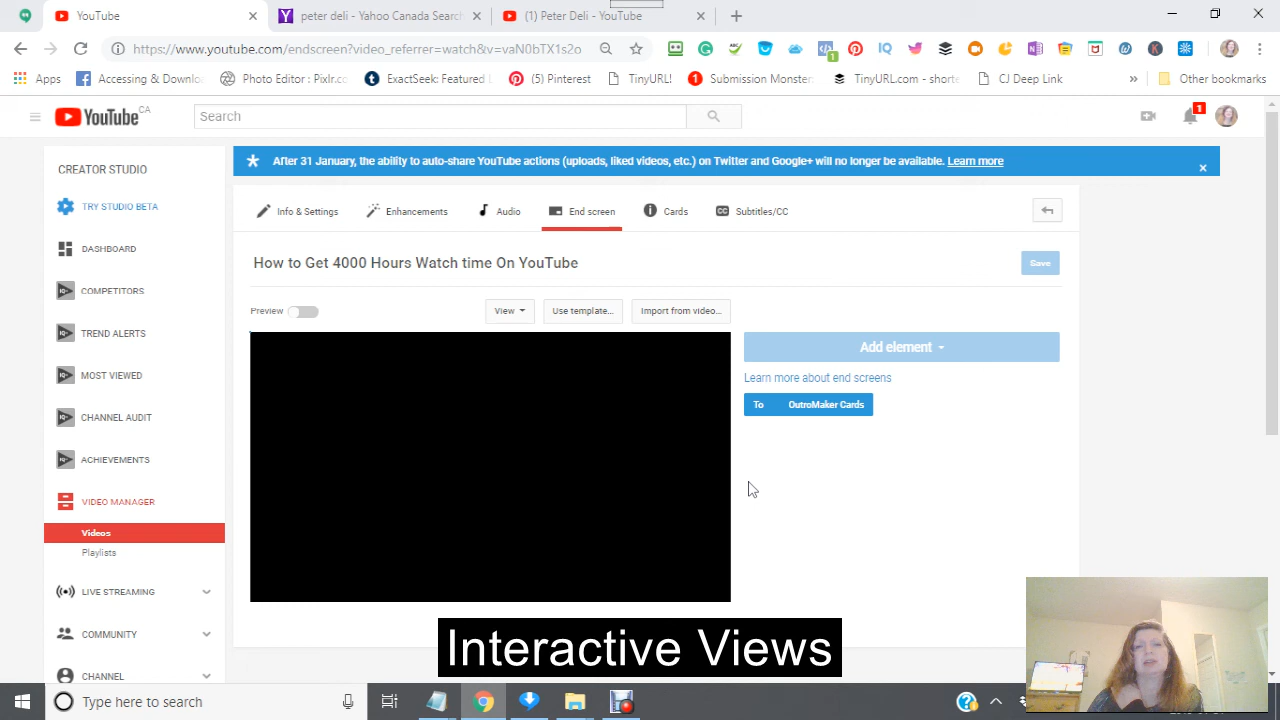 YouTube
peter deli - Yahoo Canada Search
(1) Peter Deli - YouTube
https://www.youtube.com/endscreen?video_referrer=watch&v=vaN0bTX1s2o
Apps
Accessing & Downlo
Photo Editor : Pixlr.co
ExactSeek: Featured L
(5) Pinterest
TinyURL!
Submission Monster
TinyURL.com - shorte
CJ Deep Link
»
Other bookmarks
YouTube CA
Search
1
CREATOR STUDIO
After 31 January, the ability to auto-share YouTube actions (uploads, liked videos, etc.) on Twitter and Google+ will no longer be available. Learn more
TRY STUDIO BETA
Info & Settings
Enhancements
Audio
End screen
Cards
CC Subtitles/CC
DASHBOARD
How to Get 4000 Hours Watch time On YouTube
Save
COMPETITORS
Preview
View
Use template...
Import from video...
TREND ALERTS
Add element
MOST VIEWED
Learn more about end screens
To OutroMaker Cards
CHANNEL AUDIT
ACHIEVEMENTS
VIDEO MANAGER
Videos
Playlists
LIVE STREAMING
COMMUNITY
CHANNEL
Interactive Views
Type here to search